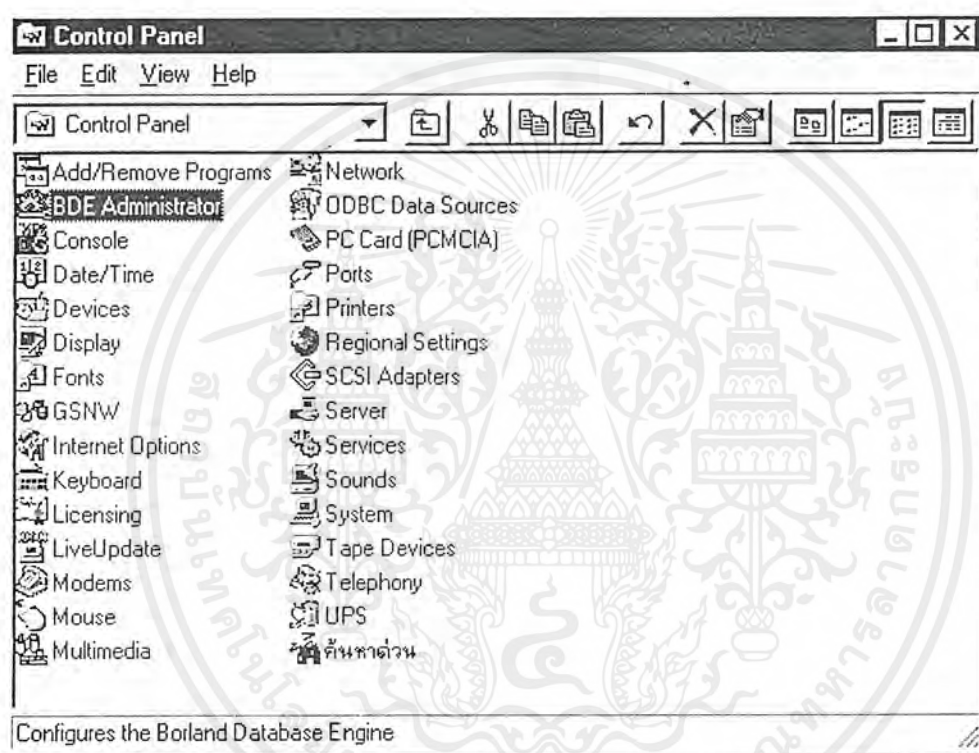 Control Panel
File Edit View Help
Control Panel
Add/Remove Programs
BDE Administrator
Console
Date/Time
Devices
Display
Fonts
GSNW
Internet Options
Keyboard
Licensing
LiveUpdate
Modems
Mouse
Multimedia
Network
ODBC Data Sources
PC Card (PCMCIA)
Ports
Printers
Regional Settings
SCSI Adapters
Server
Services
Sounds
System
Tape Devices
Telephony
UPS
ค้นหาด่วน
Configures the Borland Database Engine